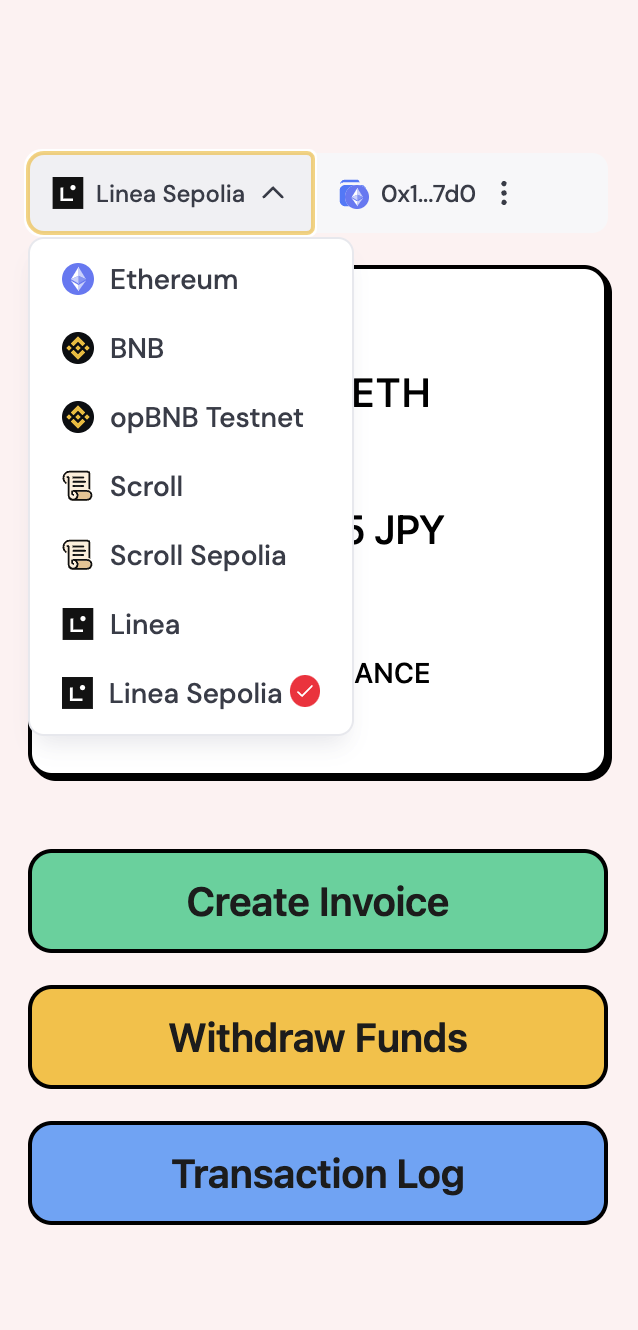 Linea Sepolia
0x1...7d0
Ethereum
BNB
opBNB Testnet
Scroll
Scroll Sepolia
Linea
Linea Sepolia
ETH
5 JPY
ANCE
Create Invoice
Withdraw Funds
Transaction Log